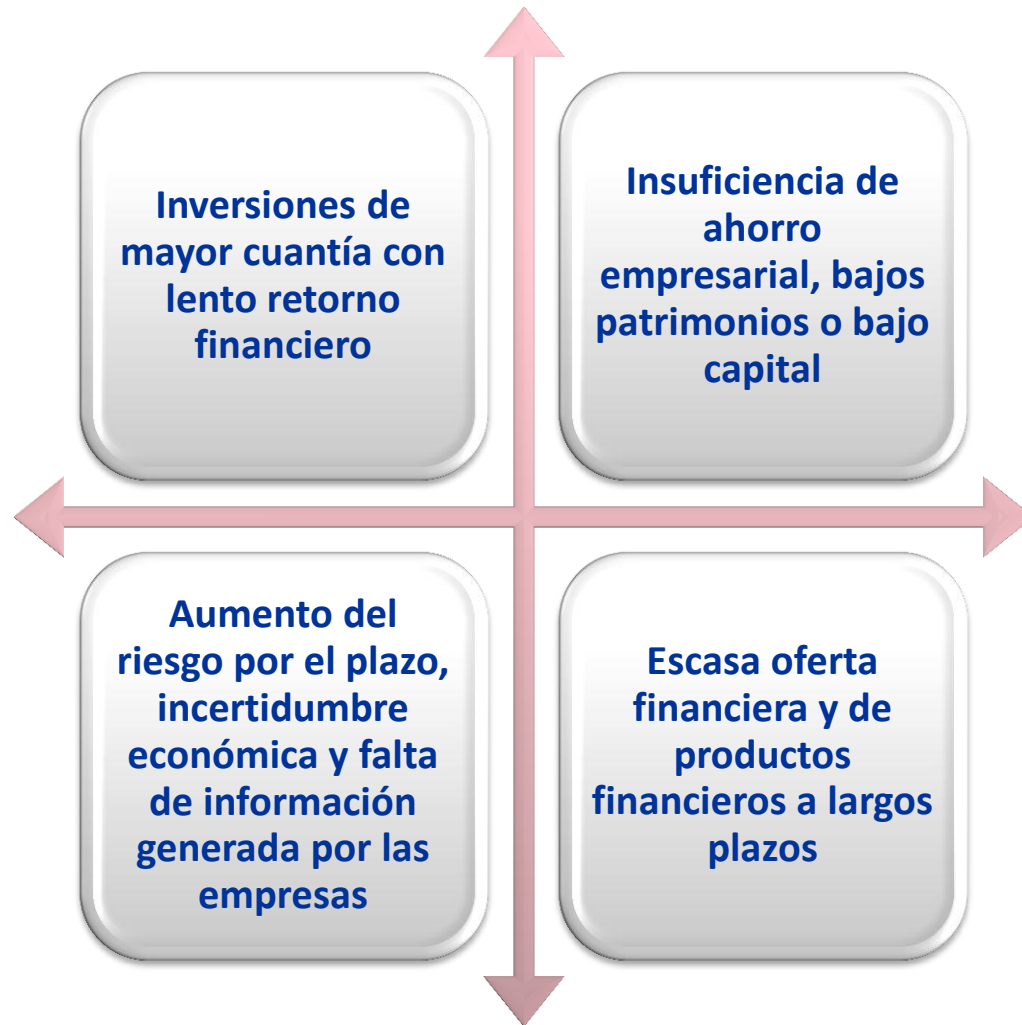 Inversiones de
mayor cuantía con
lento retorno
financiero
Insuficiencia de
ahorro
empresarial, bajos
patrimonios o bajo
capital
Aumento del
riesgo por el plazo,
incertidumbre
económica y falta
de información
generada por las
empresas
Escasa oferta
financiera y de
productos
financieros a largos
plazos